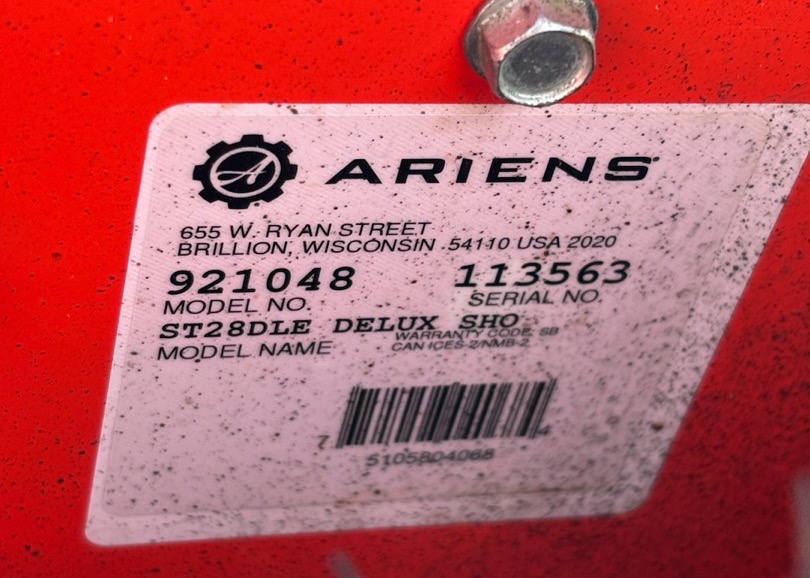 ARIENS
655 W. RYAN STREET
BRILLION, WISCONSIN 54110 USA 2020
921048 113563
MODEL NO. SERIAL NO.
ST28DLE DELUX SHO
WARRANTY CODE: SB
MODEL NAME CAN ICES-2/NMB-2
7 4
5105804068